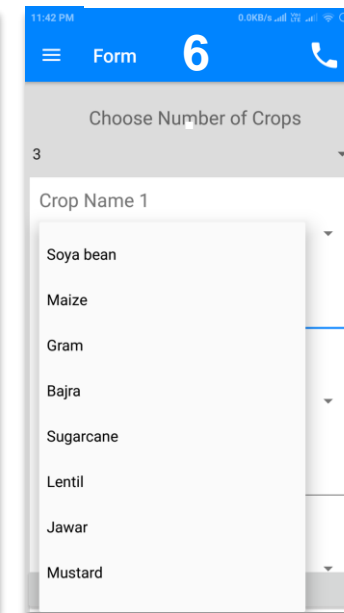 11:42 PM 0.0KB/s
Form 6
Choose Number of Crops
3
Crop Name 1
Soya bean
Maize
Gram
Bajra
Sugarcane
Lentil
Jawar
Mustard